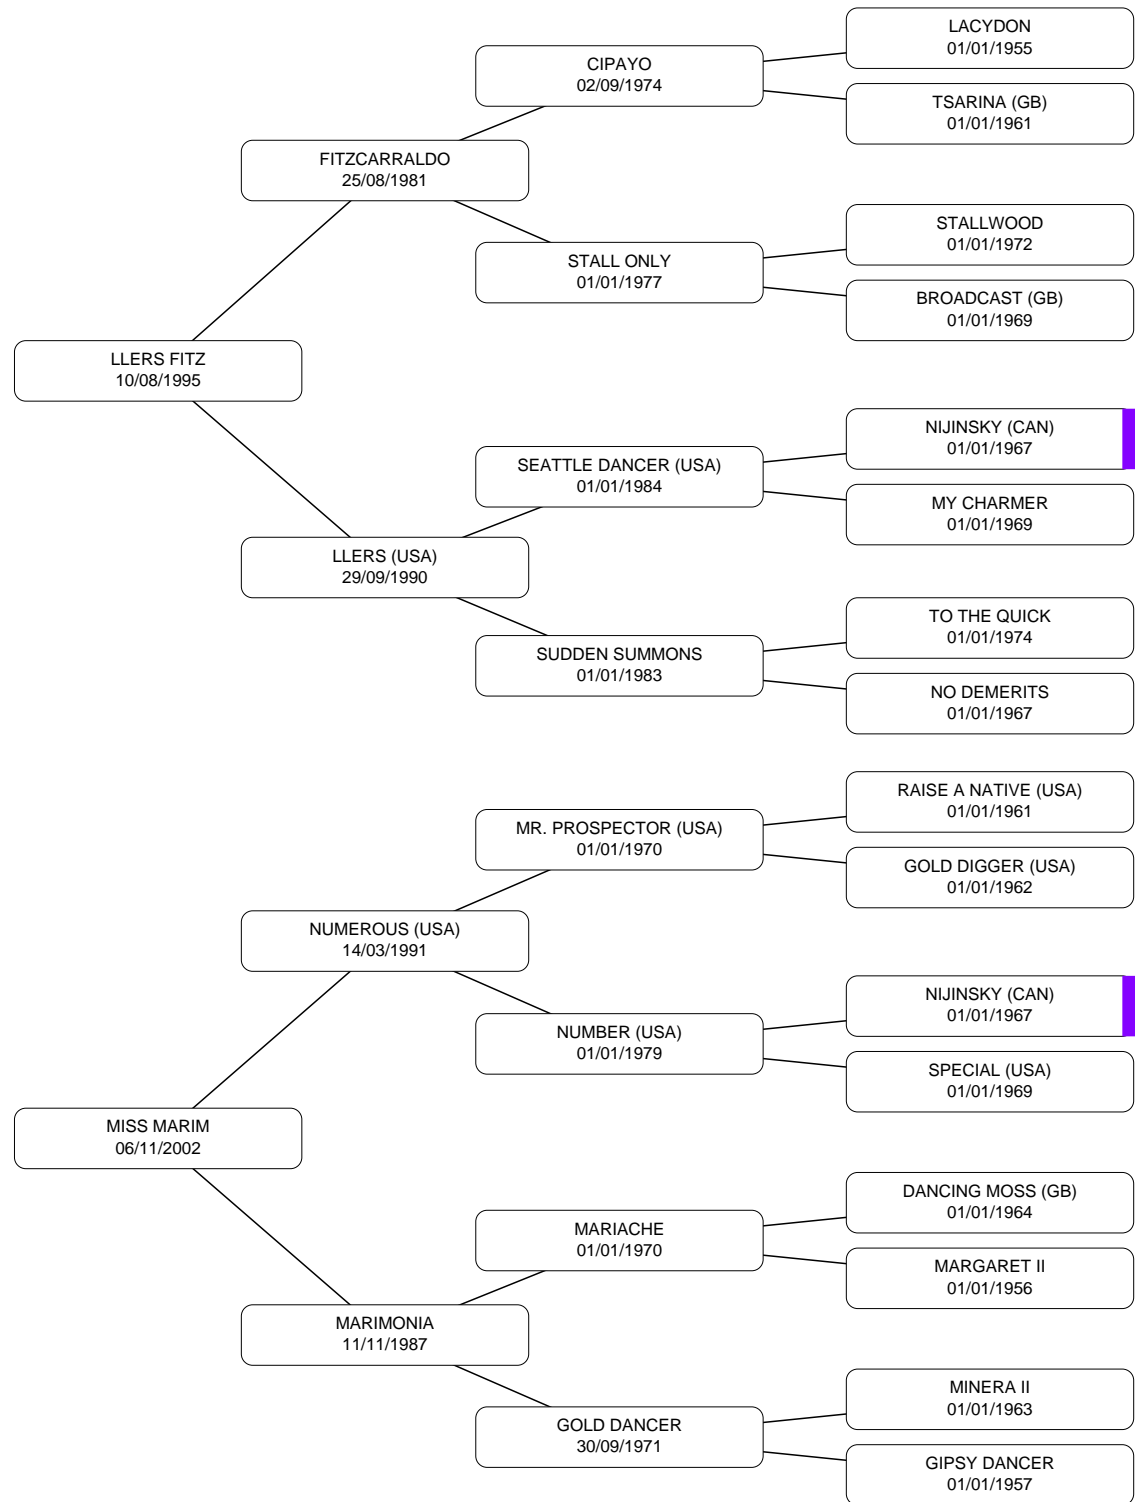 LACYDON
01/01/1955
CIPAYO
02/09/1974
TSARINA (GB)
01/01/1961
FITZCARRALDO
25/08/1981
STALLWOOD
01/01/1972
STALL ONLY
01/01/1977
BROADCAST (GB)
01/01/1969
LLERS FITZ
10/08/1995
NIJINSKY (CAN)
01/01/1967
SEATTLE DANCER (USA)
01/01/1984
MY CHARMER
01/01/1969
LLERS (USA)
29/09/1990
TO THE QUICK
01/01/1974
SUDDEN SUMMONS
01/01/1983
NO DEMERITS
01/01/1967
RAISE A NATIVE (USA)
01/01/1961
MR. PROSPECTOR (USA)
01/01/1970
GOLD DIGGER (USA)
01/01/1962
NUMEROUS (USA)
14/03/1991
NIJINSKY (CAN)
01/01/1967
NUMBER (USA)
01/01/1979
SPECIAL (USA)
01/01/1969
MISS MARIM
06/11/2002
DANCING MOSS (GB)
01/01/1964
MARIACHE
01/01/1970
MARGARET II
01/01/1956
MARIMONIA
11/11/1987
MINERA II
01/01/1963
GOLD DANCER
30/09/1971
GIPSY DANCER
01/01/1957